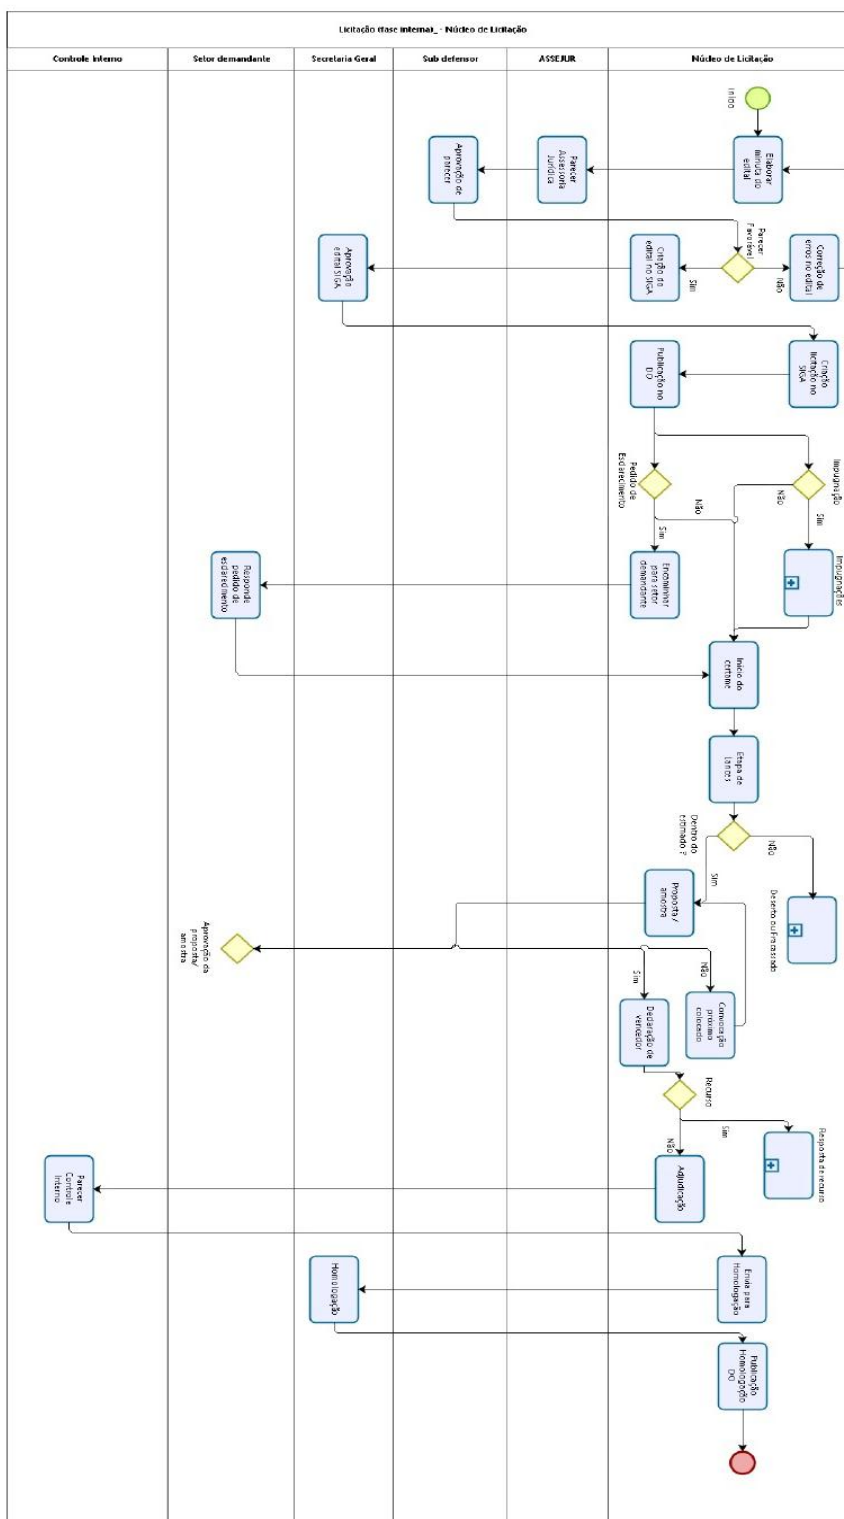 Licitação (fase interna)_ - Núcleo de Licitação
Controle Interno
Setor demandante
Secretaria Geral
Sub defensor
ASSEJUR
Núcleo de Licitação
Início
Elaborar
minuta do
edital
Parecer
Assessoria
Jurídica
Aprovação de
parecer
Parecer
Favorável
Não
Correção de
erros no edital
Sim
Criação do
edital no SIGA
Aprovação
edital SIGA
Criação
licitação no
SIGA
Publicação no
DO
Impugnação
Não
Sim
Impugnações
Pedido de
Esclarecimento
Não
Sim
Encaminhar
para setor
demandante
Responde
pedido de
esclarecimento
Início do
certame
Etapa de
Lances
Dentro do
estimado ?
Não
Deserto ou Fracassado
Sim
Proposta /
amostra
Aprovação da
proposta/
amostra
Não
Convocação
próximo
colocado
Sim
Declaração de
vencedor
Recurso
Sim
Resposta de recurso
Não
Adjudicação
Parecer
Controle
Interno
Envia para
Homologação
Homologação
Publicação
Homologação
DO